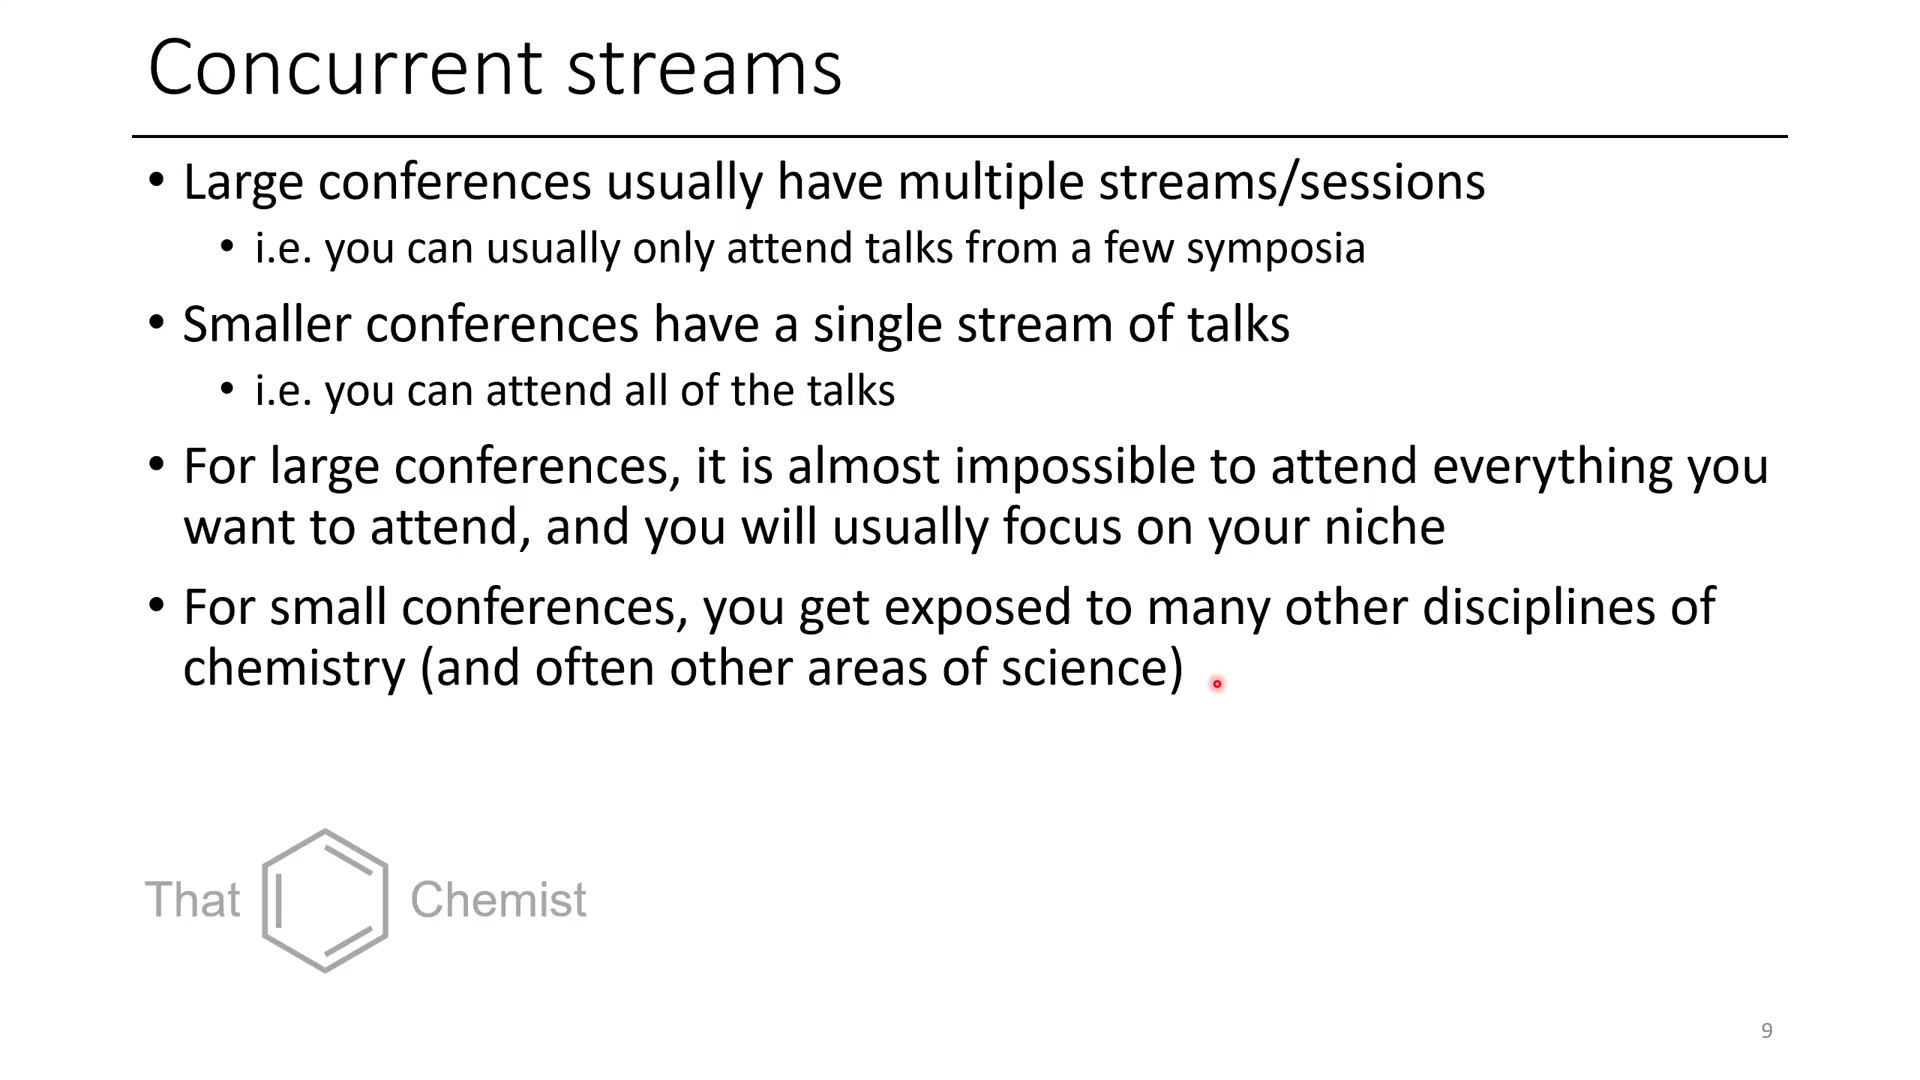 Concurrent streams
• Large conferences usually have multiple streams/sessions
• i.e. you can usually only attend talks from a few symposia
• Smaller conferences have a single stream of talks
• i.e. you can attend all of the talks
• For large conferences, it is almost impossible to attend everything you
want to attend, and you will usually focus on your niche
• For small conferences, you get exposed to many other disciplines of
chemistry (and often other areas of science)
That Chemist
9